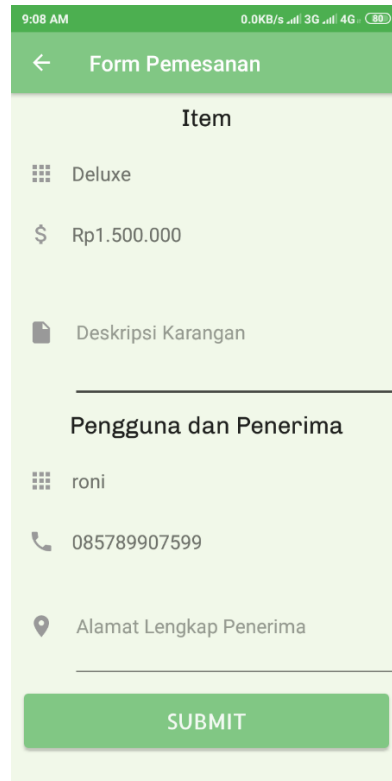 9:08 AM 0.0KB/s 3G 4G 80
Form Pemesanan
Item
Deluxe
$ Rp1.500.000
Deskripsi Karangan
Pengguna dan Penerima
roni
085789907599
Alamat Lengkap Penerima
SUBMIT